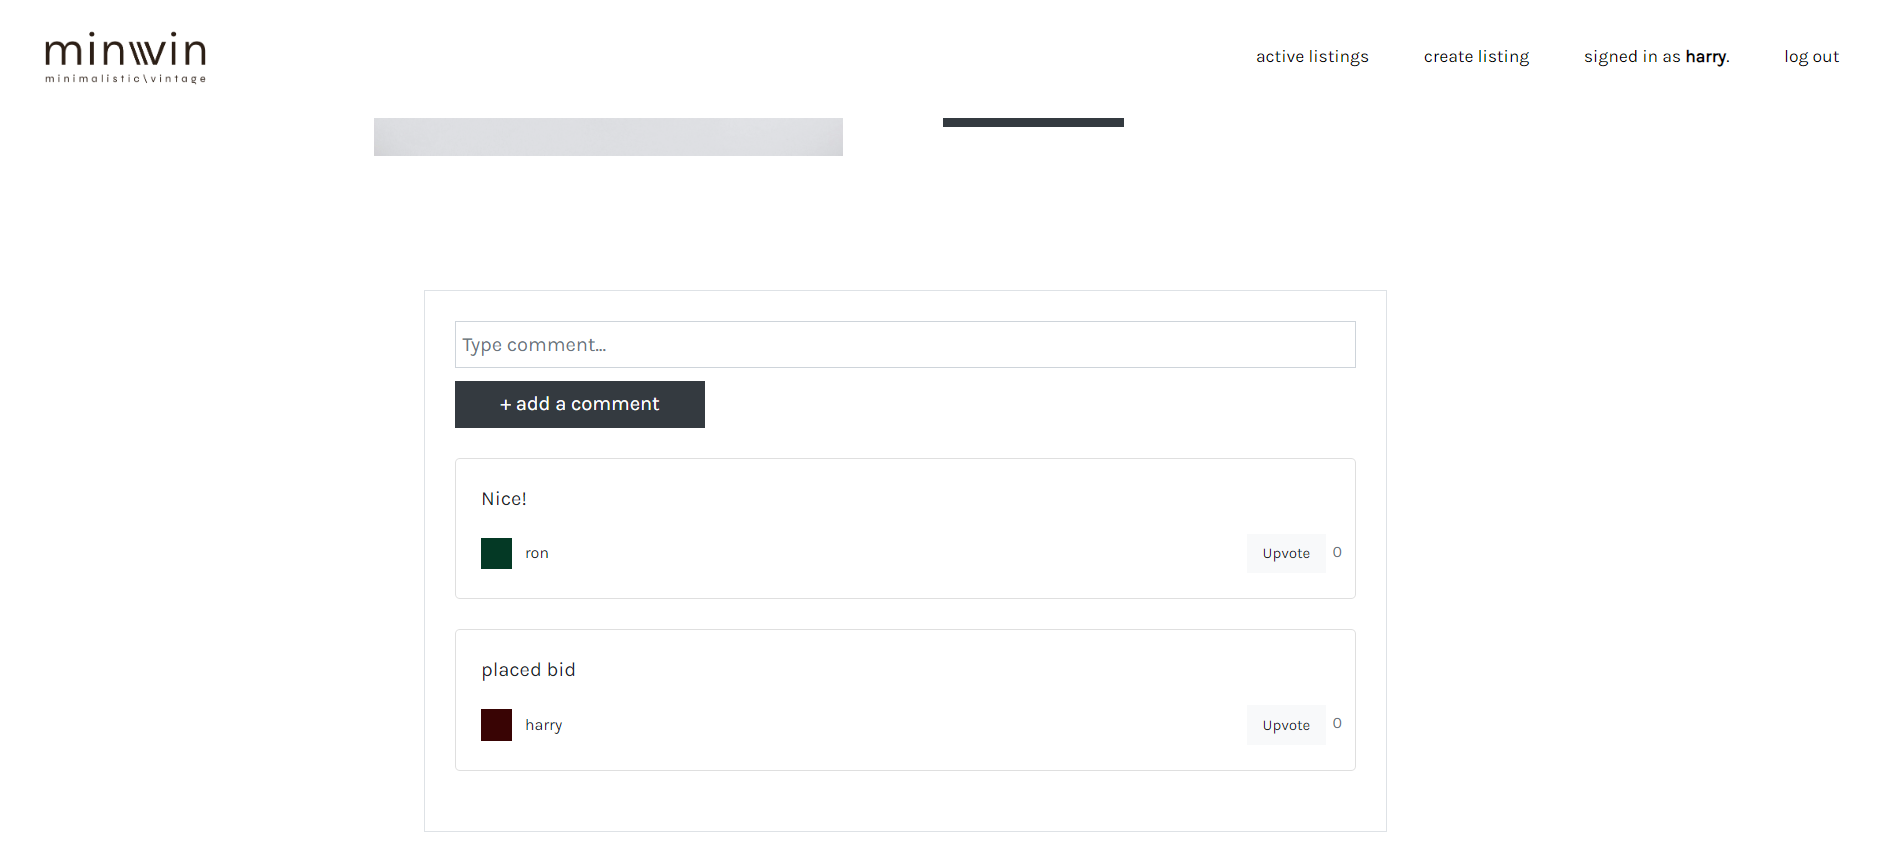 minwin
minimalistic\vintage
active listings
create listing
signed in as harry.
log out
Type comment...
+ add a comment
Nice!
ron
Upvote 0
placed bid
harry
Upvote 0